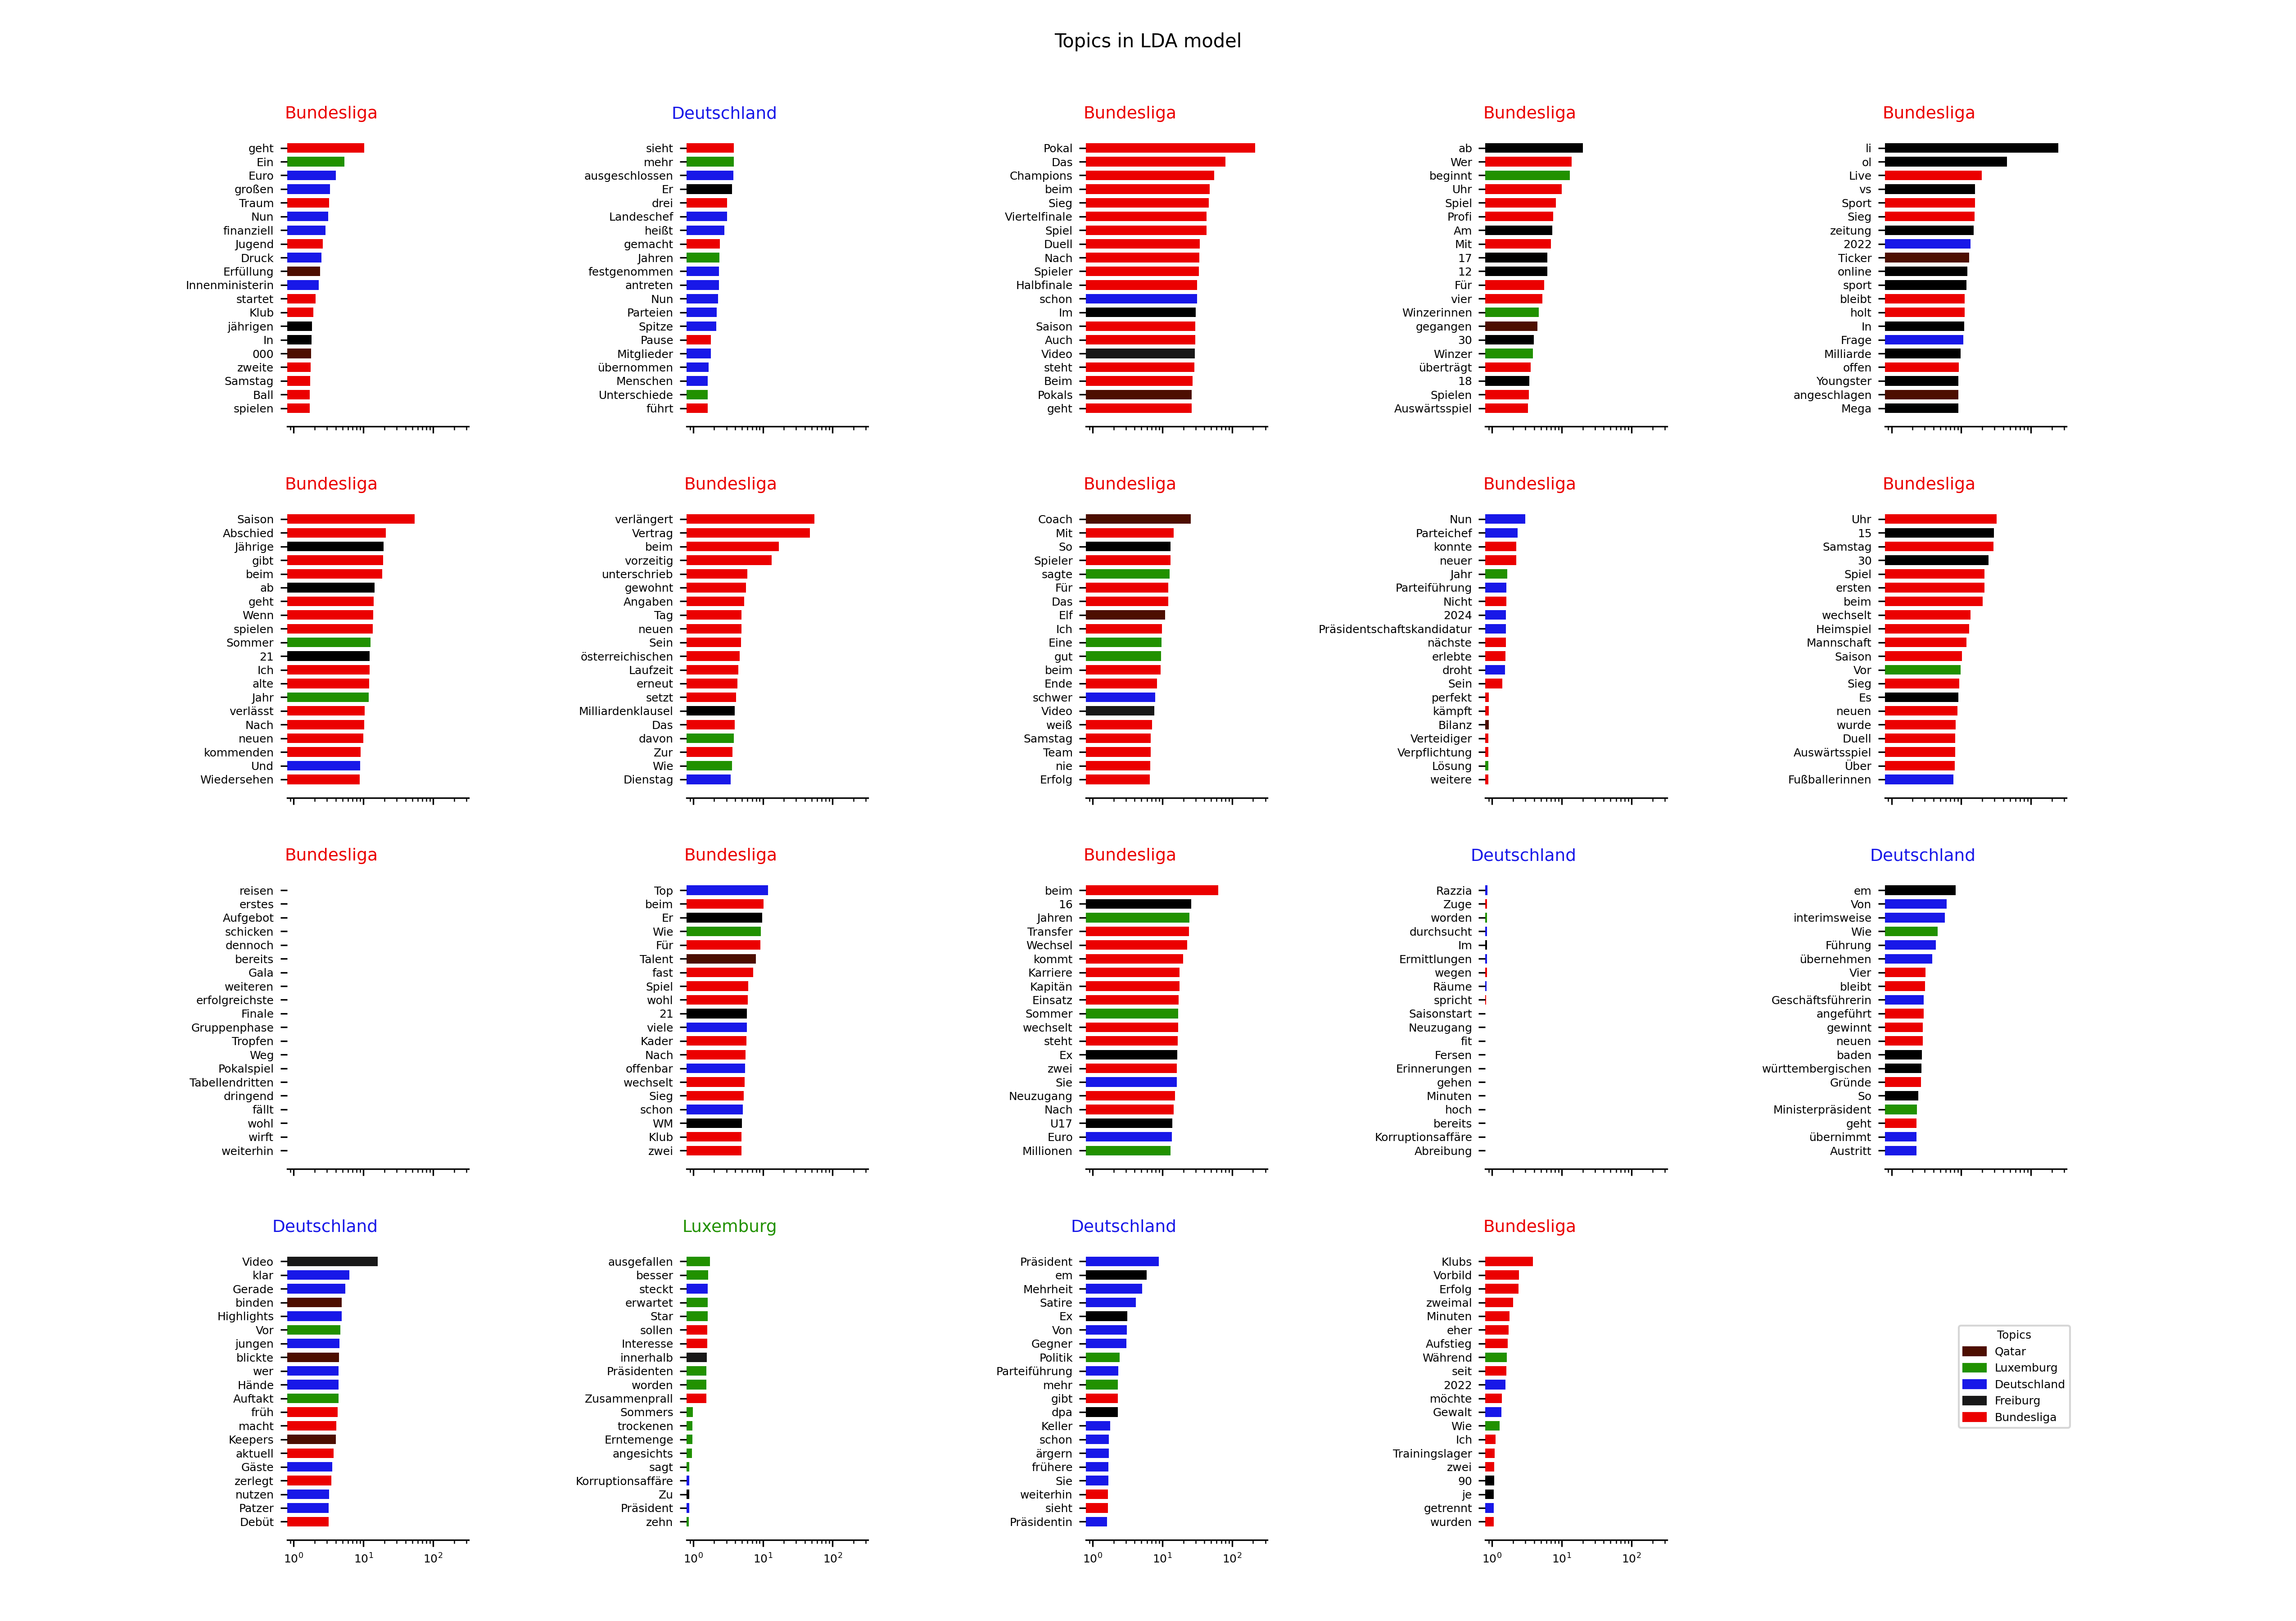 Topics in LDA model
Bundesliga
geht
Ein
Euro
großen
Traum
Nun
finanziell
Jugend
Druck
Erfüllung
Innenministerin
startet
Klub
jährigen
In
000
zweite
Samstag
Ball
spielen
Deutschland
sieht
mehr
ausgeschlossen
Er
drei
Landeschef
heißt
gemacht
Jahren
festgenommen
antreten
Nun
Parteien
Spitze
Pause
Mitglieder
übernommen
Menschen
Unterschiede
führt
Bundesliga
Pokal
Das
Champions
beim
Sieg
Viertelfinale
Spiel
Duell
Nach
Spieler
Halbfinale
schon
Im
Saison
Auch
Video
steht
Beim
Pokals
geht
Bundesliga
ab
Wer
beginnt
Uhr
Spiel
Profi
Am
Mit
17
12
Für
vier
Winzerinnen
gegangen
30
Winzer
überträgt
18
Spielen
Auswärtsspiel
Bundesliga
li
ol
Live
vs
Sport
Sieg
zeitung
2022
Ticker
online
sport
bleibt
holt
In
Frage
Milliarde
offen
Youngster
angeschlagen
Mega
Bundesliga
Saison
Abschied
Jährige
gibt
beim
ab
geht
Wenn
spielen
Sommer
21
Ich
alte
Jahr
verlässt
Nach
neuen
kommenden
Und
Wiedersehen
Bundesliga
verlängert
Vertrag
beim
vorzeitig
unterschrieb
gewohnt
Angaben
Tag
neuen
Sein
österreichischen
Laufzeit
erneut
setzt
Milliardenklausel
Das
davon
Zur
Wie
Dienstag
Bundesliga
Coach
Mit
So
Spieler
sagte
Für
Das
Elf
Ich
Eine
gut
beim
Ende
schwer
Video
weiß
Samstag
Team
nie
Erfolg
Bundesliga
Nun
Parteichef
konnte
neuer
Jahr
Parteiführung
Nicht
2024
Präsidentschaftskandidatur
nächste
erlebte
droht
Sein
perfekt
kämpft
Bilanz
Verteidiger
Verpflichtung
Lösung
weitere
Bundesliga
Uhr
15
Samstag
30
Spiel
ersten
beim
wechselt
Heimspiel
Mannschaft
Saison
Vor
Sieg
Es
neuen
wurde
Duell
Auswärtsspiel
Über
Fußballerinnen
Bundesliga
reisen
erstes
Aufgebot
schicken
dennoch
bereits
Gala
weiteren
erfolgreichste
Finale
Gruppenphase
Tropfen
Weg
Pokalspiel
Tabellendritten
dringend
fällt
wohl
wirft
weiterhin
Bundesliga
Top
beim
Er
Wie
Für
Talent
fast
Spiel
wohl
21
viele
Kader
Nach
offenbar
wechselt
Sieg
schon
WM
Klub
zwei
Bundesliga
beim
16
Jahren
Transfer
Wechsel
kommt
Karriere
Kapitän
Einsatz
Sommer
wechselt
steht
Ex
zwei
Sie
Neuzugang
Nach
U17
Euro
Millionen
Deutschland
Razzia
Zuge
worden
durchsucht
Im
Ermittlungen
wegen
Räume
spricht
Saisonstart
Neuzugang
fit
Fersen
Erinnerungen
gehen
Minuten
hoch
bereits
Korruptionsaffäre
Abreibung
Deutschland
em
Von
interimsweise
Wie
Führung
übernehmen
Vier
bleibt
Geschäftsführerin
angeführt
gewinnt
neuen
baden
württembergischen
Gründe
So
Ministerpräsident
geht
übernimmt
Austritt
Deutschland
Video
klar
Gerade
binden
Highlights
Vor
jungen
blickte
wer
Hände
Auftakt
früh
macht
Keepers
aktuell
Gäste
zerlegt
nutzen
Patzer
Debüt
10⁰ 10¹ 10²
Luxemburg
ausgefallen
besser
steckt
erwartet
Star
sollen
Interesse
innerhalb
Präsidenten
worden
Zusammenprall
Sommers
trockenen
Erntemenge
angesichts
sagt
Korruptionsaffäre
Zu
Präsident
zehn
10⁰ 10¹ 10²
Deutschland
Präsident
em
Mehrheit
Satire
Ex
Von
Gegner
Politik
Parteiführung
mehr
gibt
dpa
Keller
schon
ärgern
frühere
Sie
weiterhin
sieht
Präsidentin
10⁰ 10¹ 10²
Bundesliga
Klubs
Vorbild
Erfolg
zweimal
Minuten
eher
Aufstieg
Während
seit
2022
möchte
Gewalt
Wie
Ich
Trainingslager
zwei
90
je
getrennt
wurden
10⁰ 10¹ 10²
Topics
Qatar
Luxemburg
Deutschland
Freiburg
Bundesliga